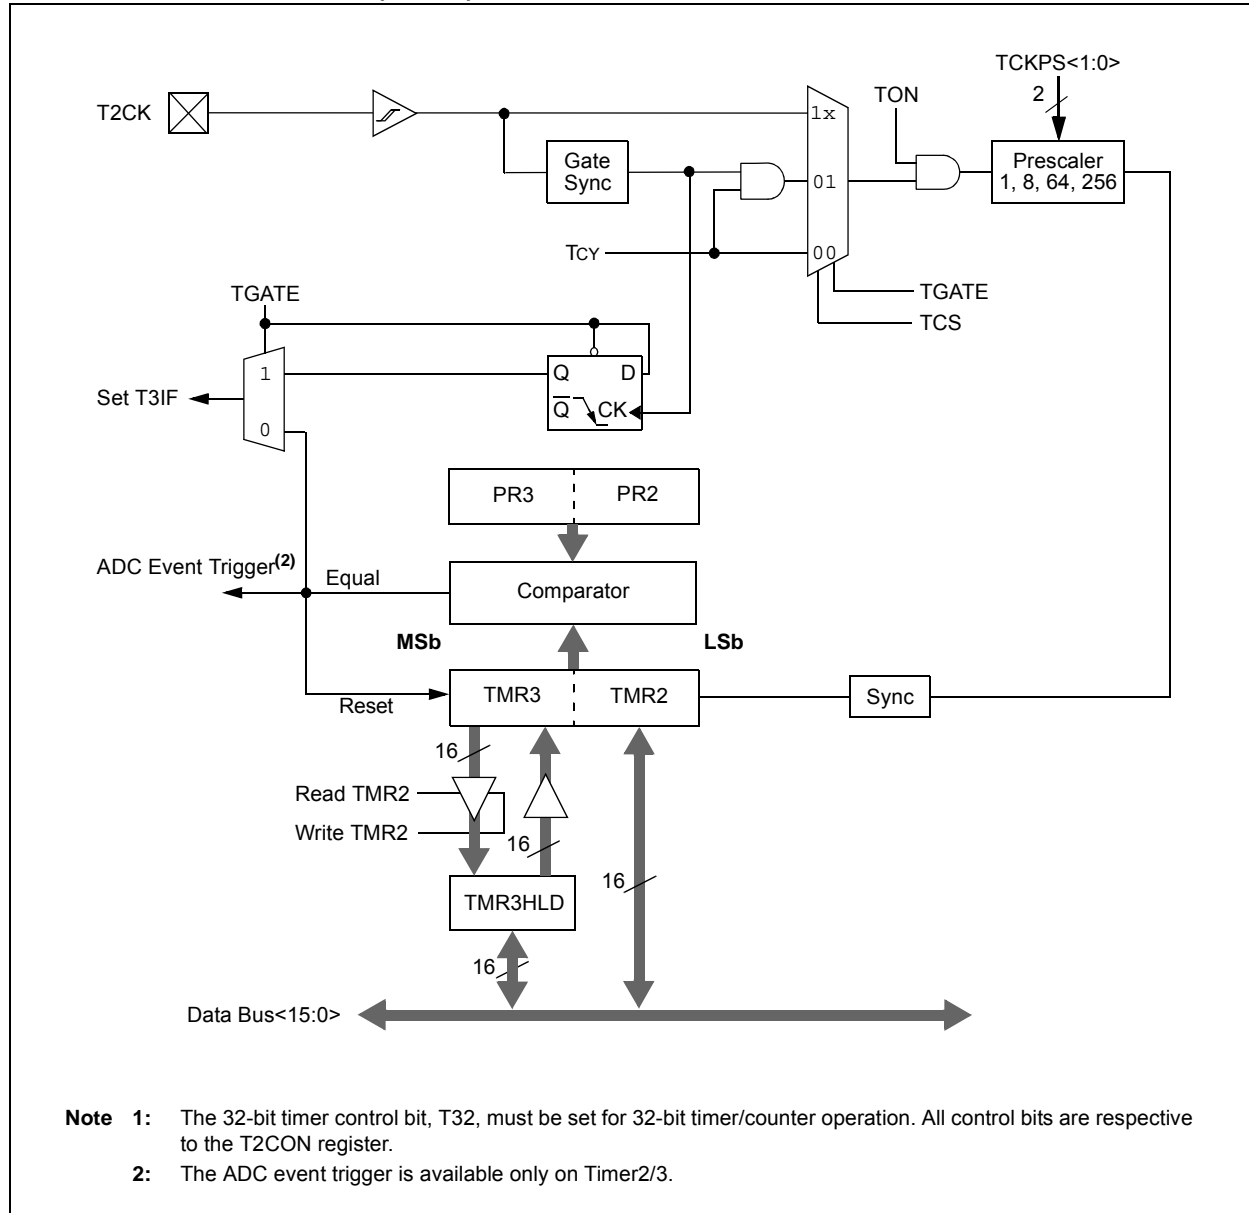 TCKPS<1:0>
2
TON
T2CK
1x
Gate
Sync
Prescaler
1, 8, 64, 256
01
TCY
00
TGATE
TCS
TGATE
1
Q
D
Set T3IF
Q
CK
0
PR3
PR2
ADC Event Trigger(2)
Equal
Comparator
MSb
LSb
TMR3
TMR2
Sync
Reset
16
Read TMR2
Write TMR2
16
16
TMR3HLD
16
Data Bus<15:0>
Note 1: The 32-bit timer control bit, T32, must be set for 32-bit timer/counter operation. All control bits are respective
to the T2CON register.
2: The ADC event trigger is available only on Timer2/3.